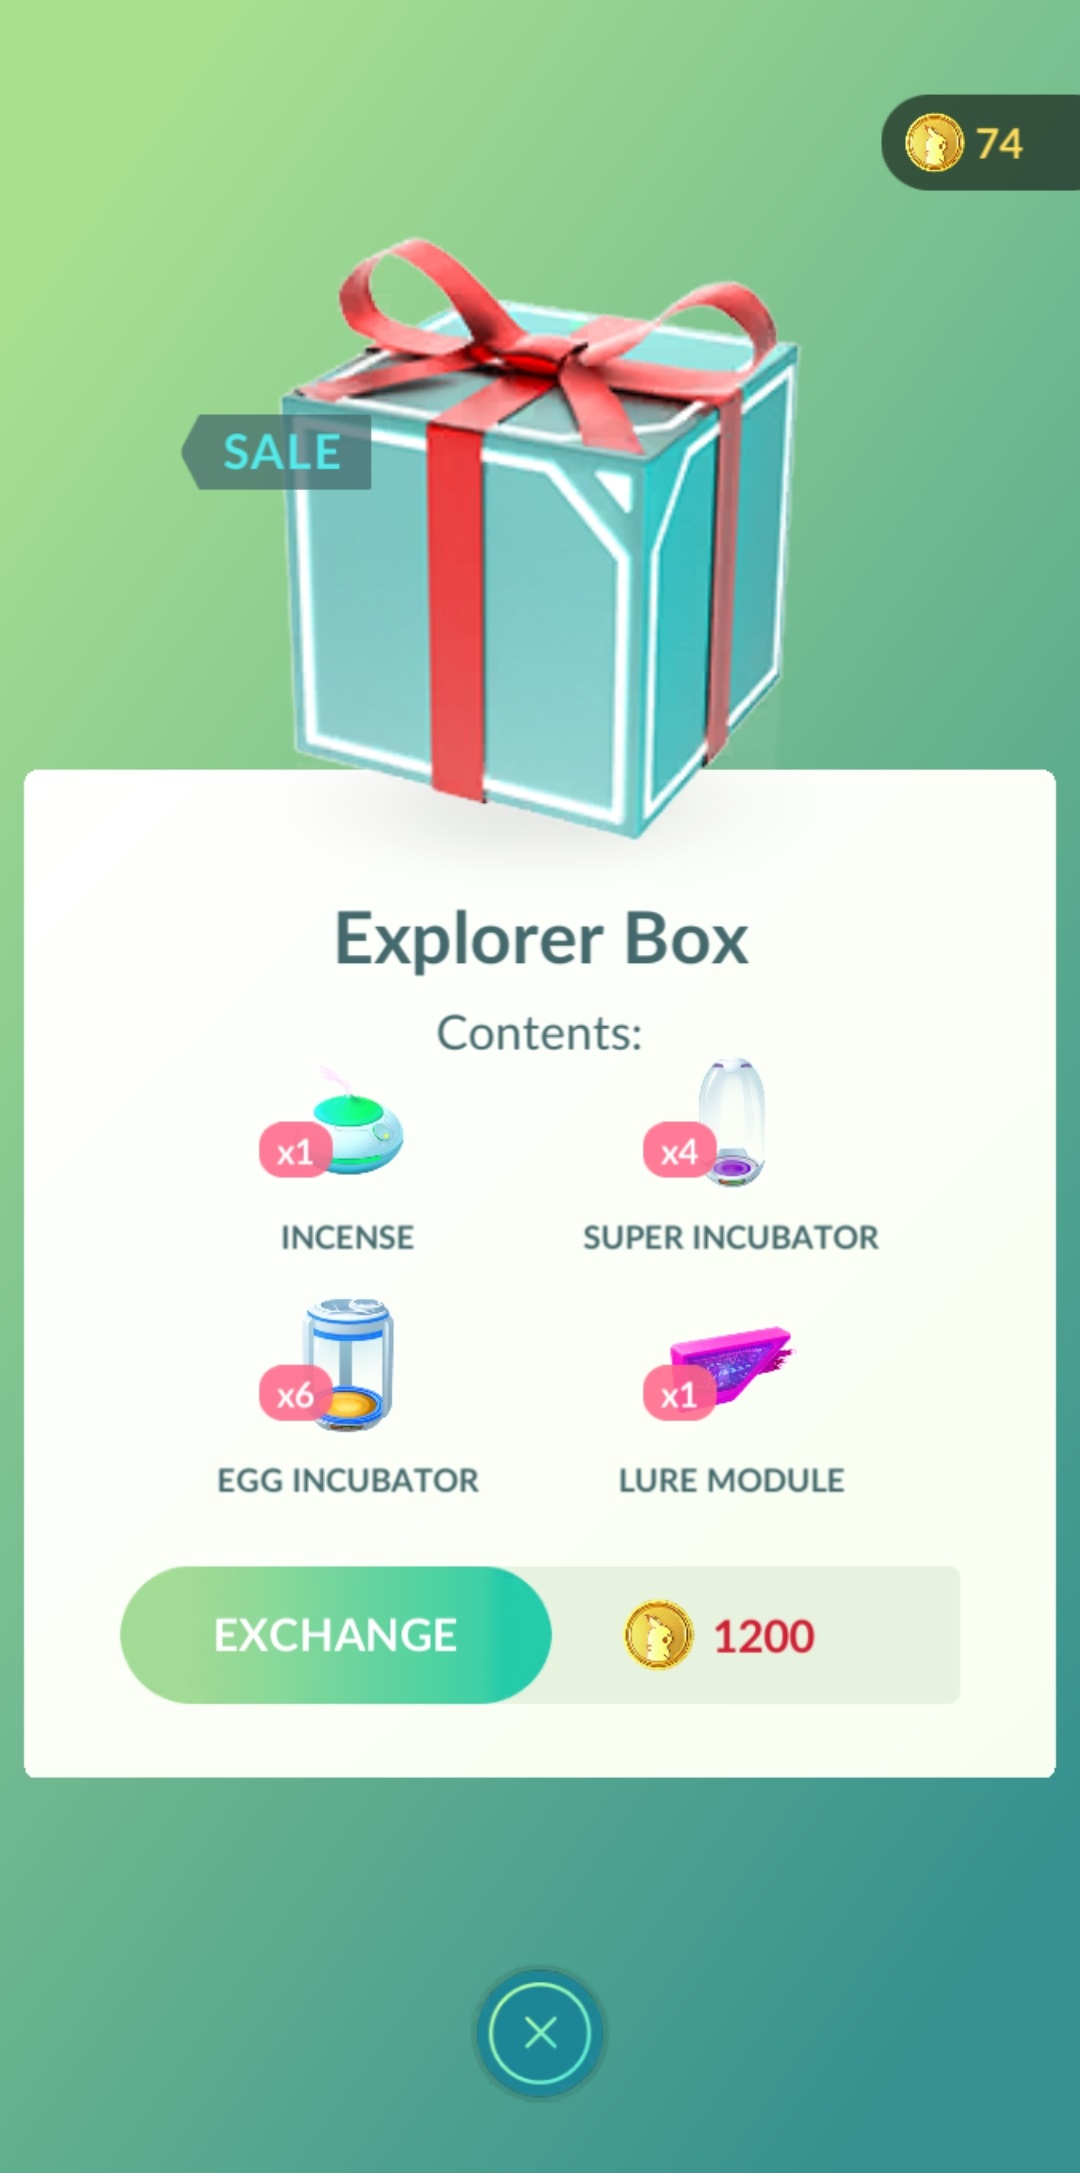 74
SALE
Explorer Box
Contents:
x1
x4
INCENSE
SUPER INCUBATOR
x6
x1
EGG INCUBATOR
LURE MODULE
EXCHANGE
1200